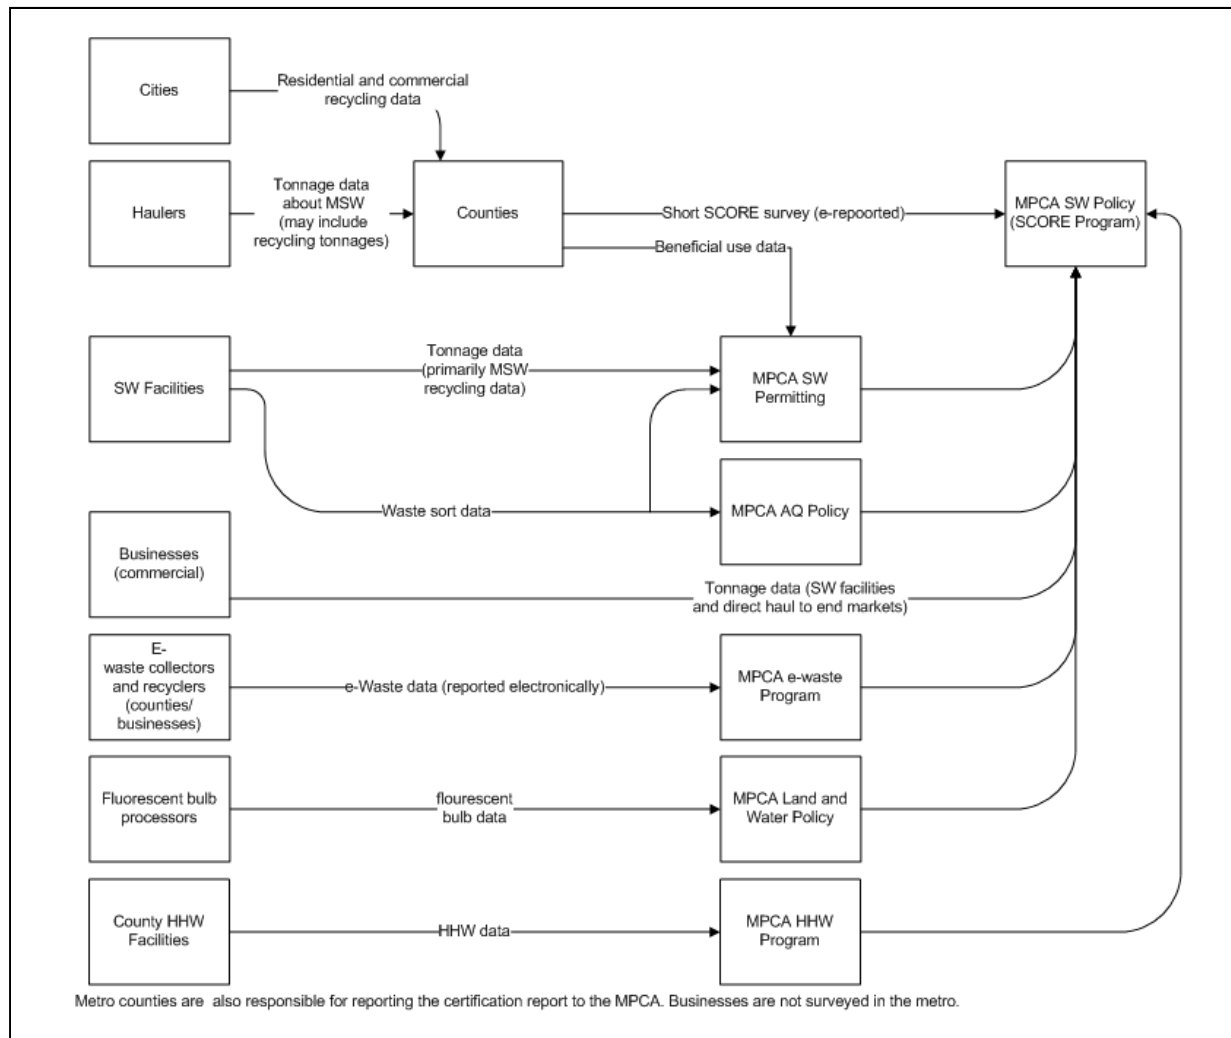 Cities
Residential and commercial
recycling data
Haulers
Tonnage data
about MSW
(may include
recycling tonnages)
Counties
Short SCORE survey (e-repoorted)
MPCA SW Policy
(SCORE Program)
Beneficial use data
SW Facilities
Tonnage data
(primarily MSW
recycling data)
MPCA SW
Permitting
Waste sort data
MPCA AQ Policy
Businesses
(commercial)
Tonnage data (SW facilities
and direct haul to end markets)
E-
waste collectors
and recyclers
(counties/
businesses)
e-Waste data (reported electronically)
MPCA e-waste
Program
Fluorescent bulb
processors
flourescent
bulb data
MPCA Land and
Water Policy
County HHW
Facilities
HHW data
MPCA HHW
Program
Metro counties are  also responsible for reporting the certification report to the MPCA. Businesses are not surveyed in the metro.